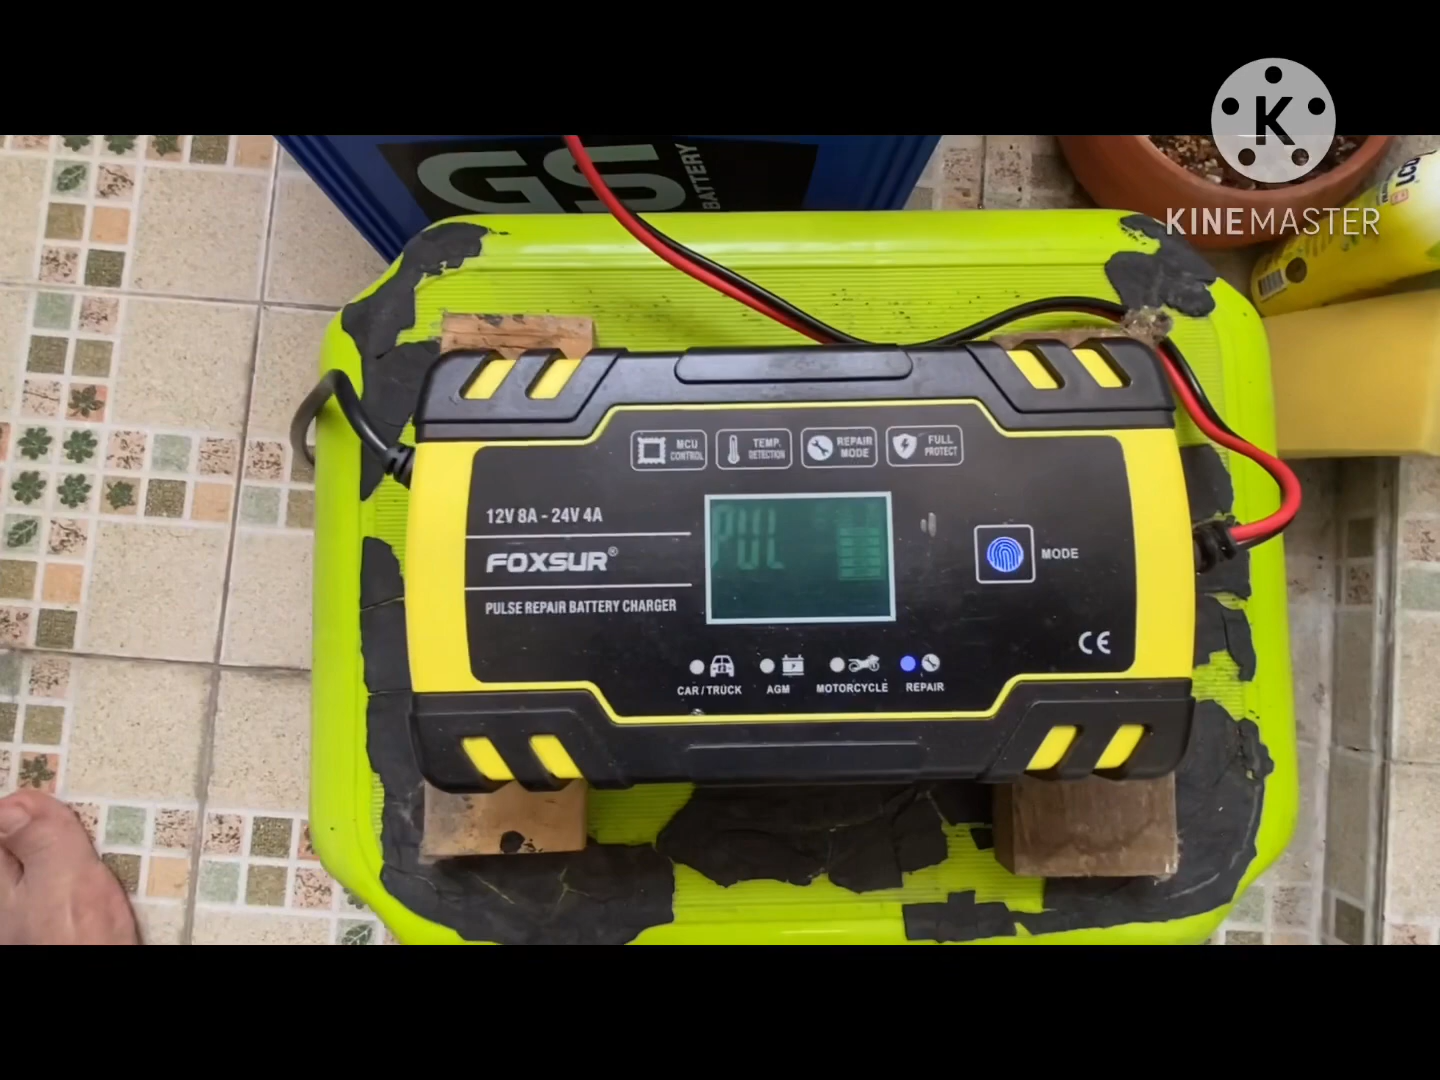 K
KINEMASTER
GS
BATTERY
MCU
CONTROL
TEMP.
DETECTION
REPAIR
MODE
FULL
PROTECT
12V 8A - 24V 4A
FOXSUR®
PULSE REPAIR BATTERY CHARGER
PUL
MODE
CE
CAR / TRUCK
AGM
MOTORCYCLE
REPAIR